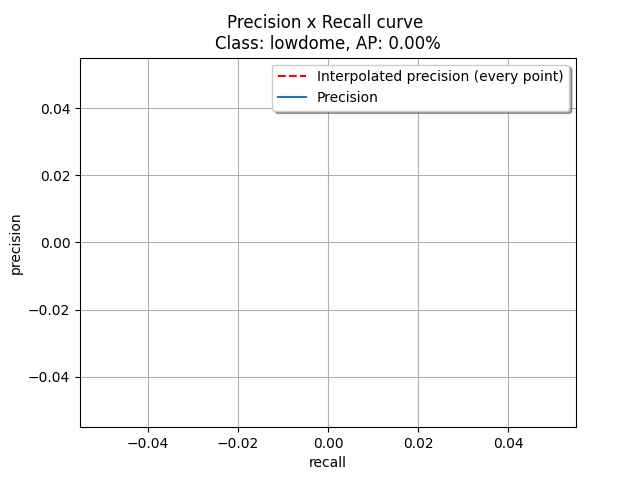 Precision x Recall curve
Class: lowdome, AP: 0.00%
Interpolated precision (every point)
Precision
0.04
0.02
0.00
−0.02
−0.04
precision
−0.04 −0.02 0.00 0.02 0.04
recall